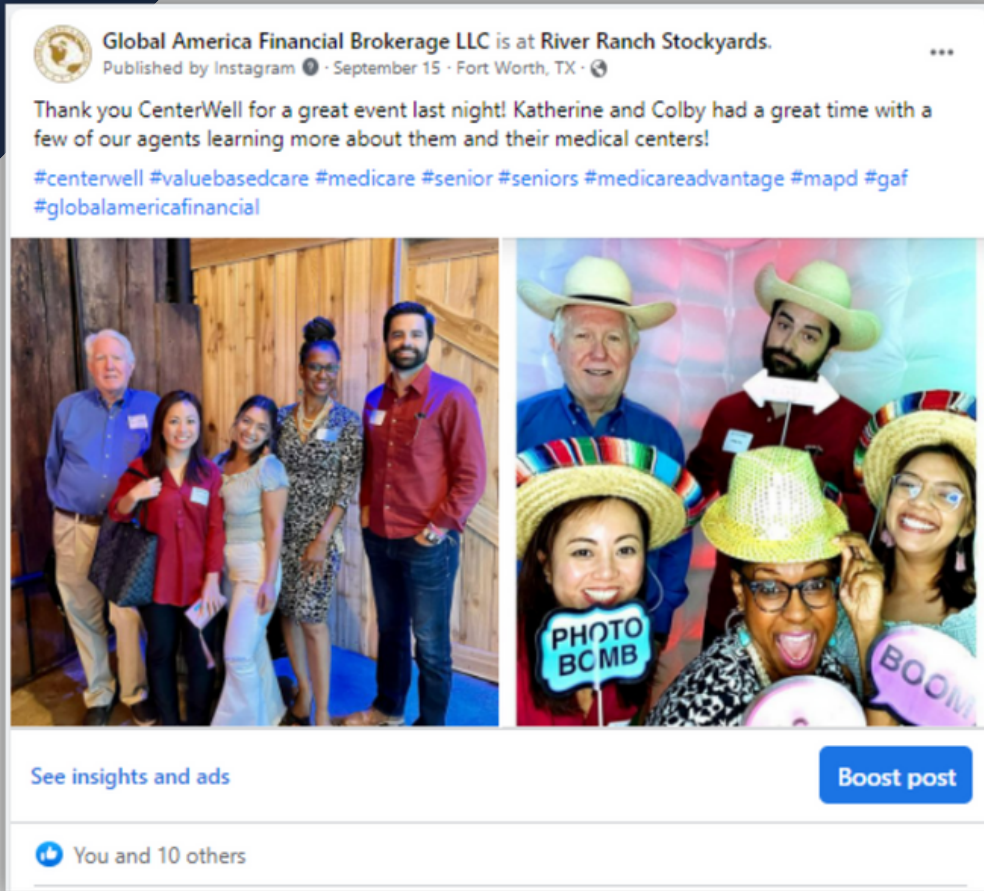 Global America Financial Brokerage LLC is at River Ranch Stockyards.
Published by Instagram · September 15 · Fort Worth, TX ·
Thank you CenterWell for a great event last night! Katherine and Colby had a great time with a
few of our agents learning more about them and their medical centers!
#centerwell #valuebasedcare #medicare #senior #seniors #medicareadvantage #mapd #gaf
#globalamericafinancial
PHOTO
BOMB
BOOM
See insights and ads
Boost post
You and 10 others